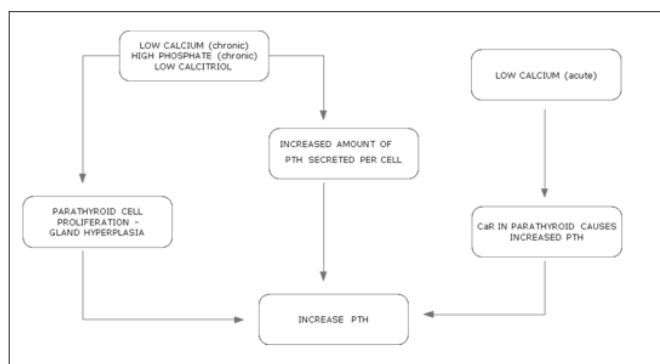 LOW CALCIUM (chronic)
HIGH PHOSPHATE (chronic)
LOW CALCITRIOL
LOW CALCIUM (acute)
INCREASED AMOUNT OF
PTH SECRETED PER CELL
PARATHYROID CELL
PROLIFERATION -
GLAND HYPERPLASIA
CaR IN PARATHYROID CAUSES
INCREASED PTH
INCREASE PTH